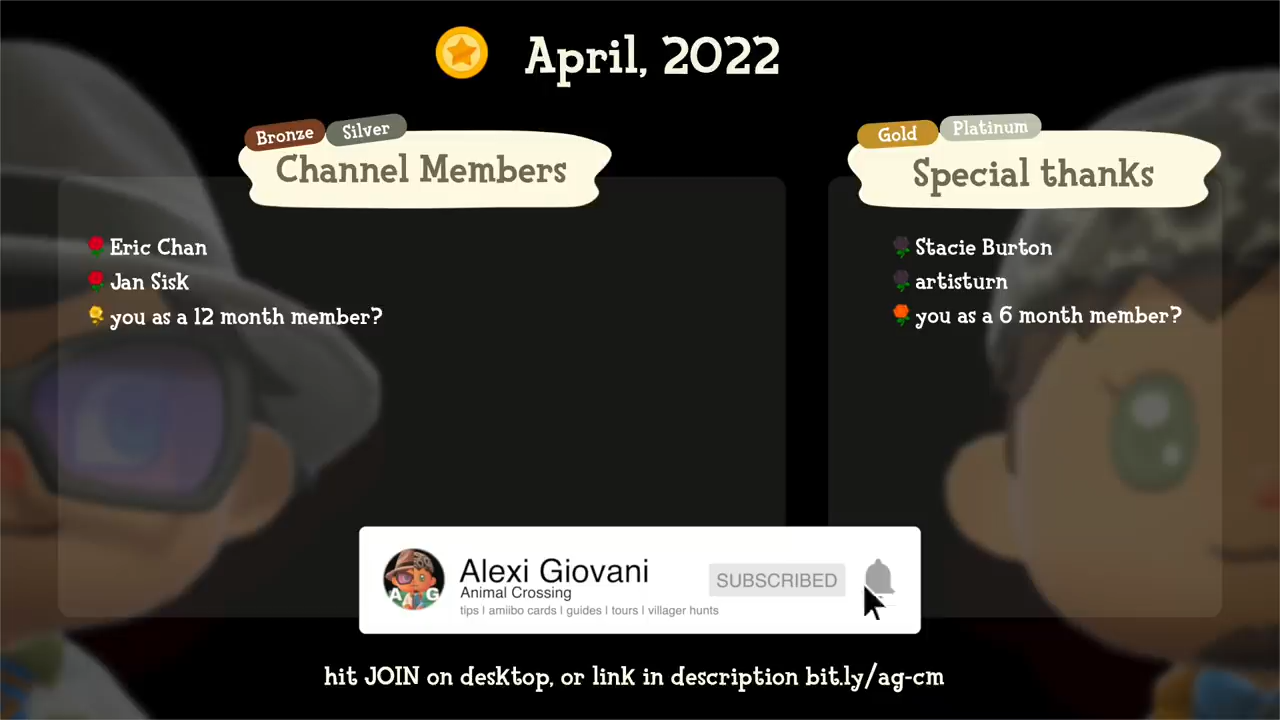 April, 2022
Bronze Silver
Channel Members
Eric Chan
Jan Sisk
you as a 12 month member?
Gold Platinum
Special thanks
Stacie Burton
artisturn
you as a 6 month member?
A G
Alexi Giovani
Animal Crossing
tips | amiibo cards | guides | tours | villager hunts
SUBSCRIBED
hit JOIN on desktop, or link in description bit.ly/ag-cm